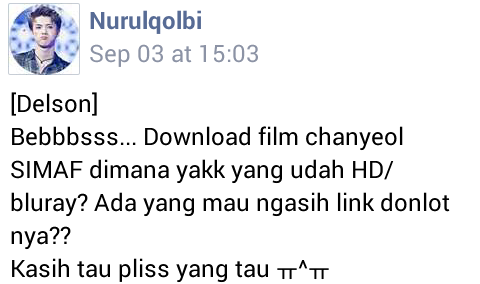 Nurulqolbi
Sep 03 at 15:03
[Delson]
Bebbbsss... Download film chanyeol
SIMAF dimana yakk yang udah HD/
bluray? Ada yang mau ngasih link donlot
nya??
Kasih tau pliss yang tau ㅠ^ㅠ